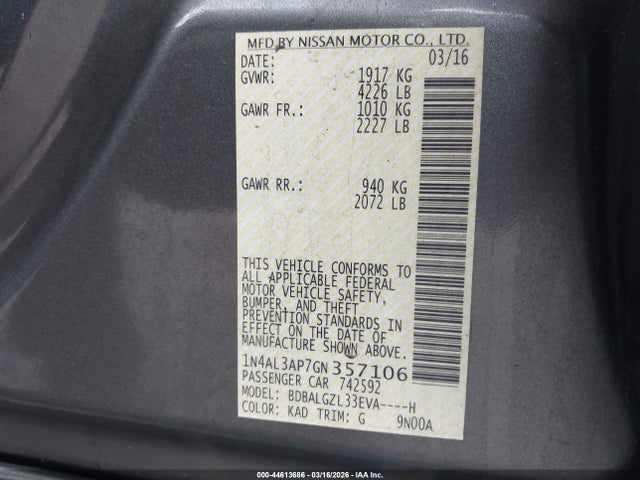 MFD BY NISSAN MOTOR CO., LTD.
DATE: 03/16
GVWR: 1917 KG
4226 LB
GAWR FR.: 1010 KG
2227 LB
GAWR RR.: 940 KG
2072 LB
THIS VEHICLE CONFORMS TO
ALL APPLICABLE FEDERAL
MOTOR VEHICLE SAFETY,
BUMPER, AND THEFT
PREVENTION STANDARDS IN
EFFECT ON THE DATE OF
MANUFACTURE SHOWN ABOVE.
1N4AL3AP7GN357106
PASSENGER CAR 742592
MODEL: BDBALGZL33EVA----H
COLOR: KAD TRIM: G 9N00A
000-44613686 - 03/16/2026 - IAA Inc.